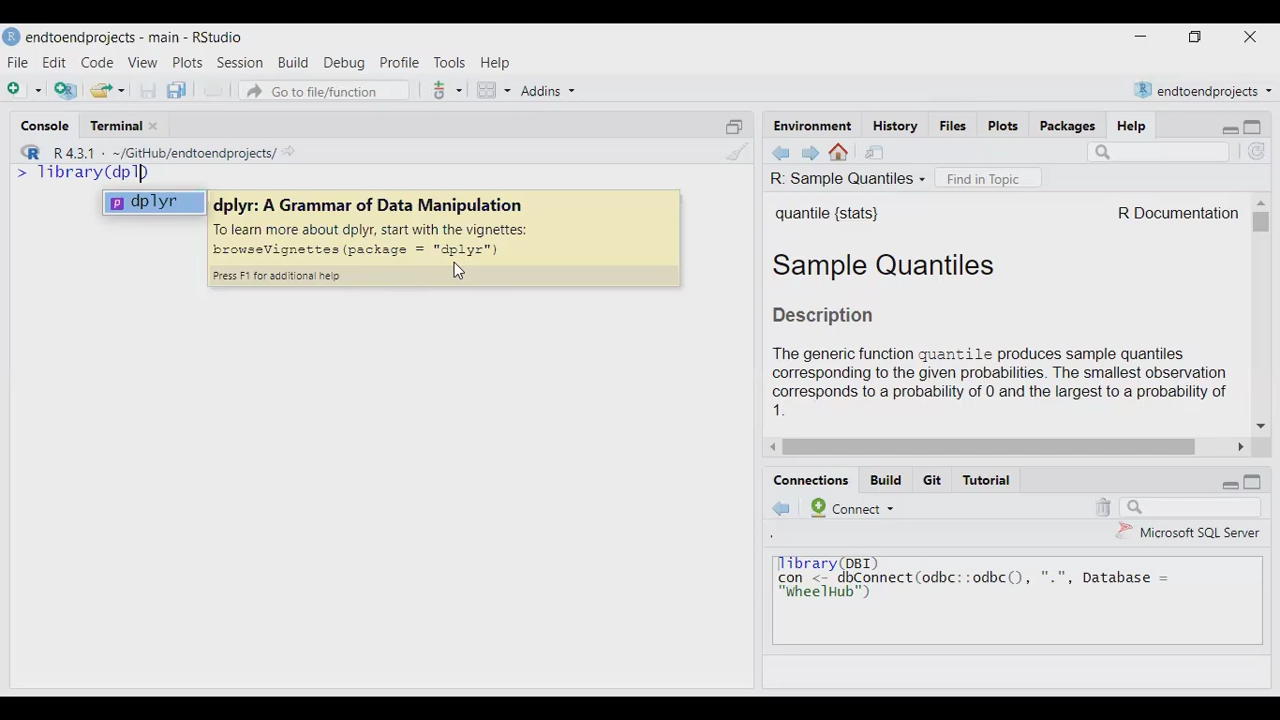 endtoendprojects - main - RStudio
File Edit Code View Plots Session Build Debug Profile Tools Help
Go to file/function Addins endtoendprojects
Console Terminal
R 4.3.1 · ~/GitHub/endtoendprojects/
> library(dpl)
dplyr
dplyr: A Grammar of Data Manipulation
To learn more about dplyr, start with the vignettes:
browseVignettes(package = "dplyr")
Press F1 for additional help
Environment History Files Plots Packages Help
R: Sample Quantiles Find in Topic
quantile {stats} R Documentation
Sample Quantiles
Description
The generic function quantile produces sample quantiles
corresponding to the given probabilities. The smallest observation
corresponds to a probability of 0 and the largest to a probability of
1.
Connections Build Git Tutorial
Connect
. Microsoft SQL Server
library(DBI)
con <- dbConnect(odbc::odbc(), ".", Database =
"WheelHub")